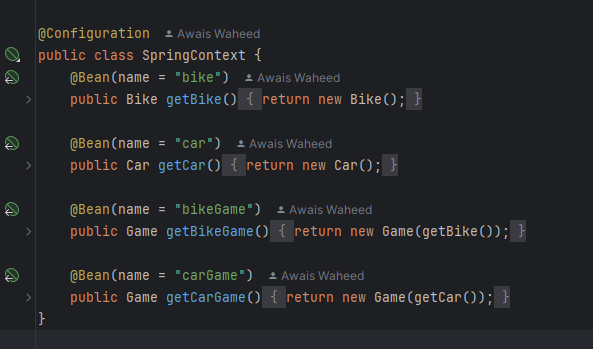 @Configuration Awais Waheed
public class SpringContext {
@Bean(name = "bike") Awais Waheed
public Bike getBike() { return new Bike(); }
@Bean(name = "car") Awais Waheed
public Car getCar() { return new Car(); }
@Bean(name = "bikeGame") Awais Waheed
public Game getBikeGame() { return new Game(getBike()); }
@Bean(name = "carGame") Awais Waheed
public Game getCarGame() { return new Game(getCar()); }
}